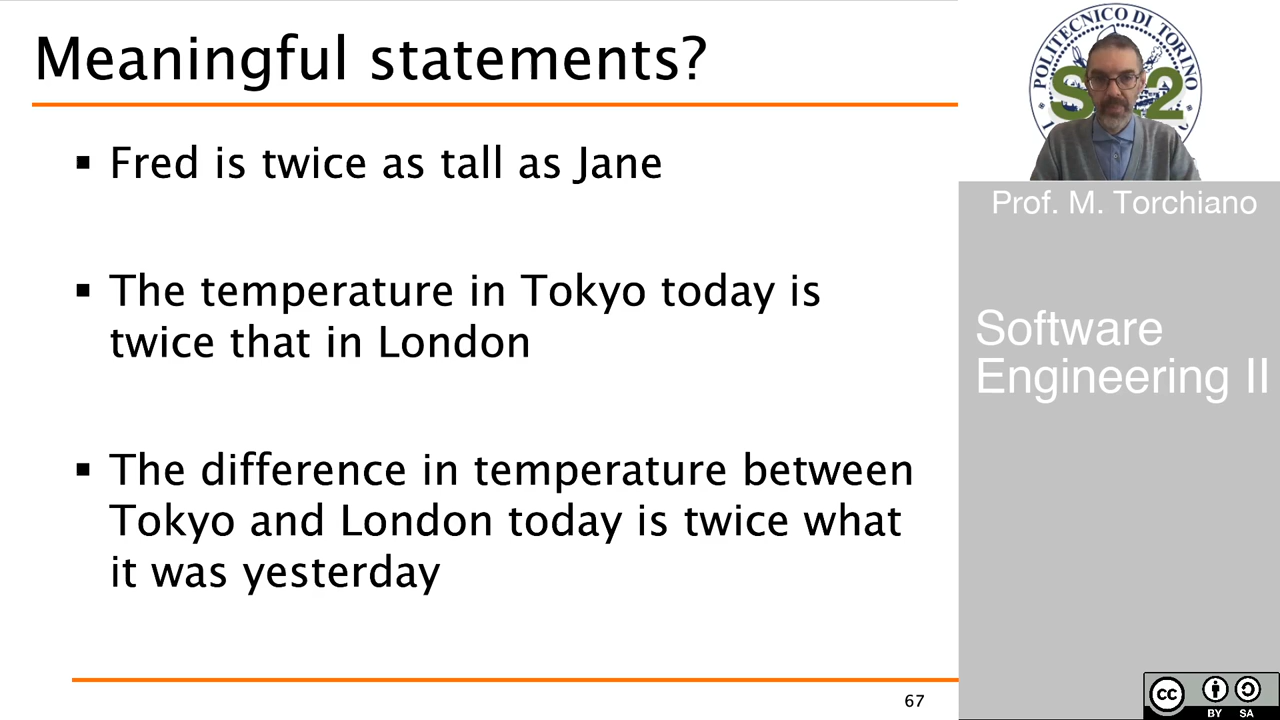 Meaningful statements?
▪ Fred is twice as tall as Jane
▪ The temperature in Tokyo today is
twice that in London
▪ The difference in temperature between
Tokyo and London today is twice what
it was yesterday
67
POLITECNICO DI TORINO
2
Prof. M. Torchiano
Software
Engineering II
cc
BY SA